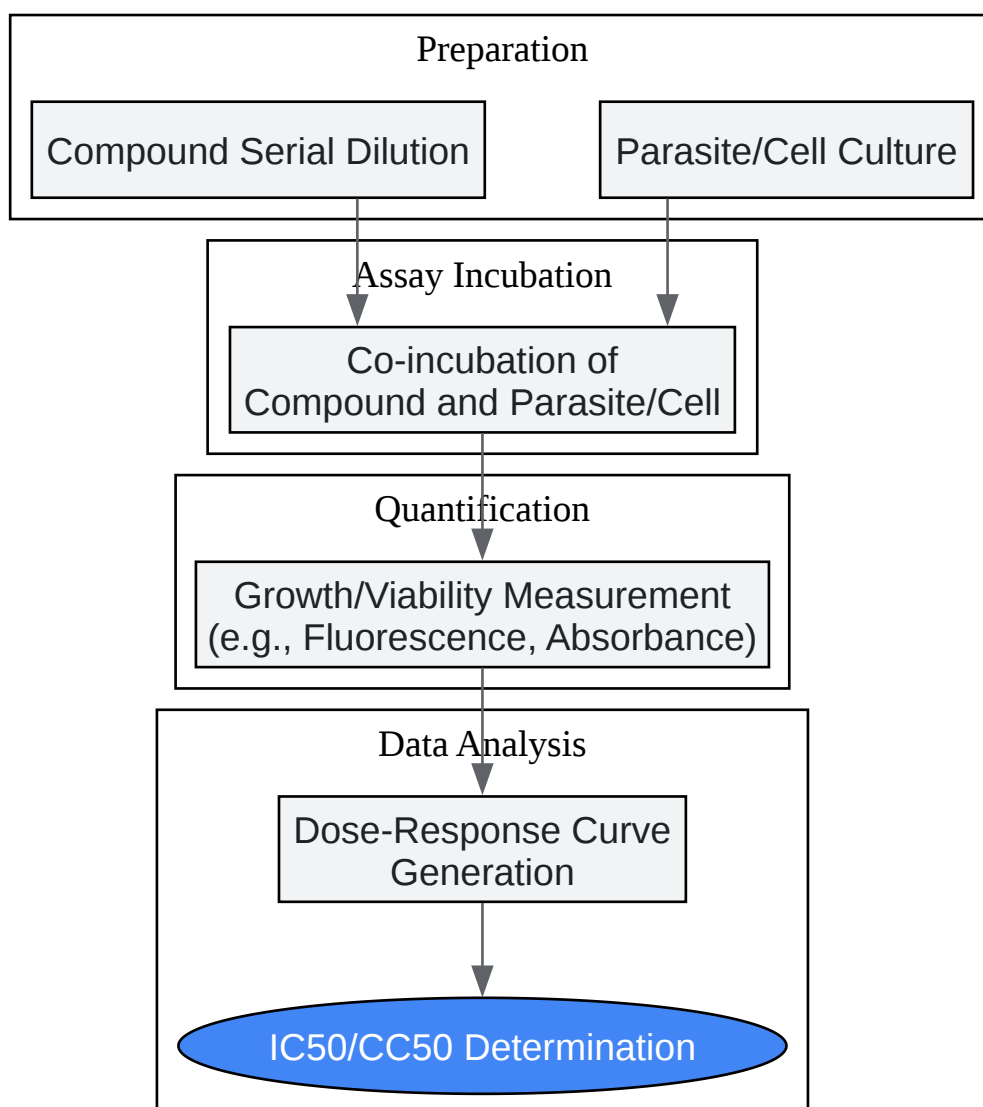 Preparation
Compound Serial Dilution
Parasite/Cell Culture
Assay Incubation
Co-incubation of
Compound and Parasite/Cell
Quantification
Growth/Viability Measurement
(e.g., Fluorescence, Absorbance)
Data Analysis
Dose-Response Curve
Generation
IC50/CC50 Determination